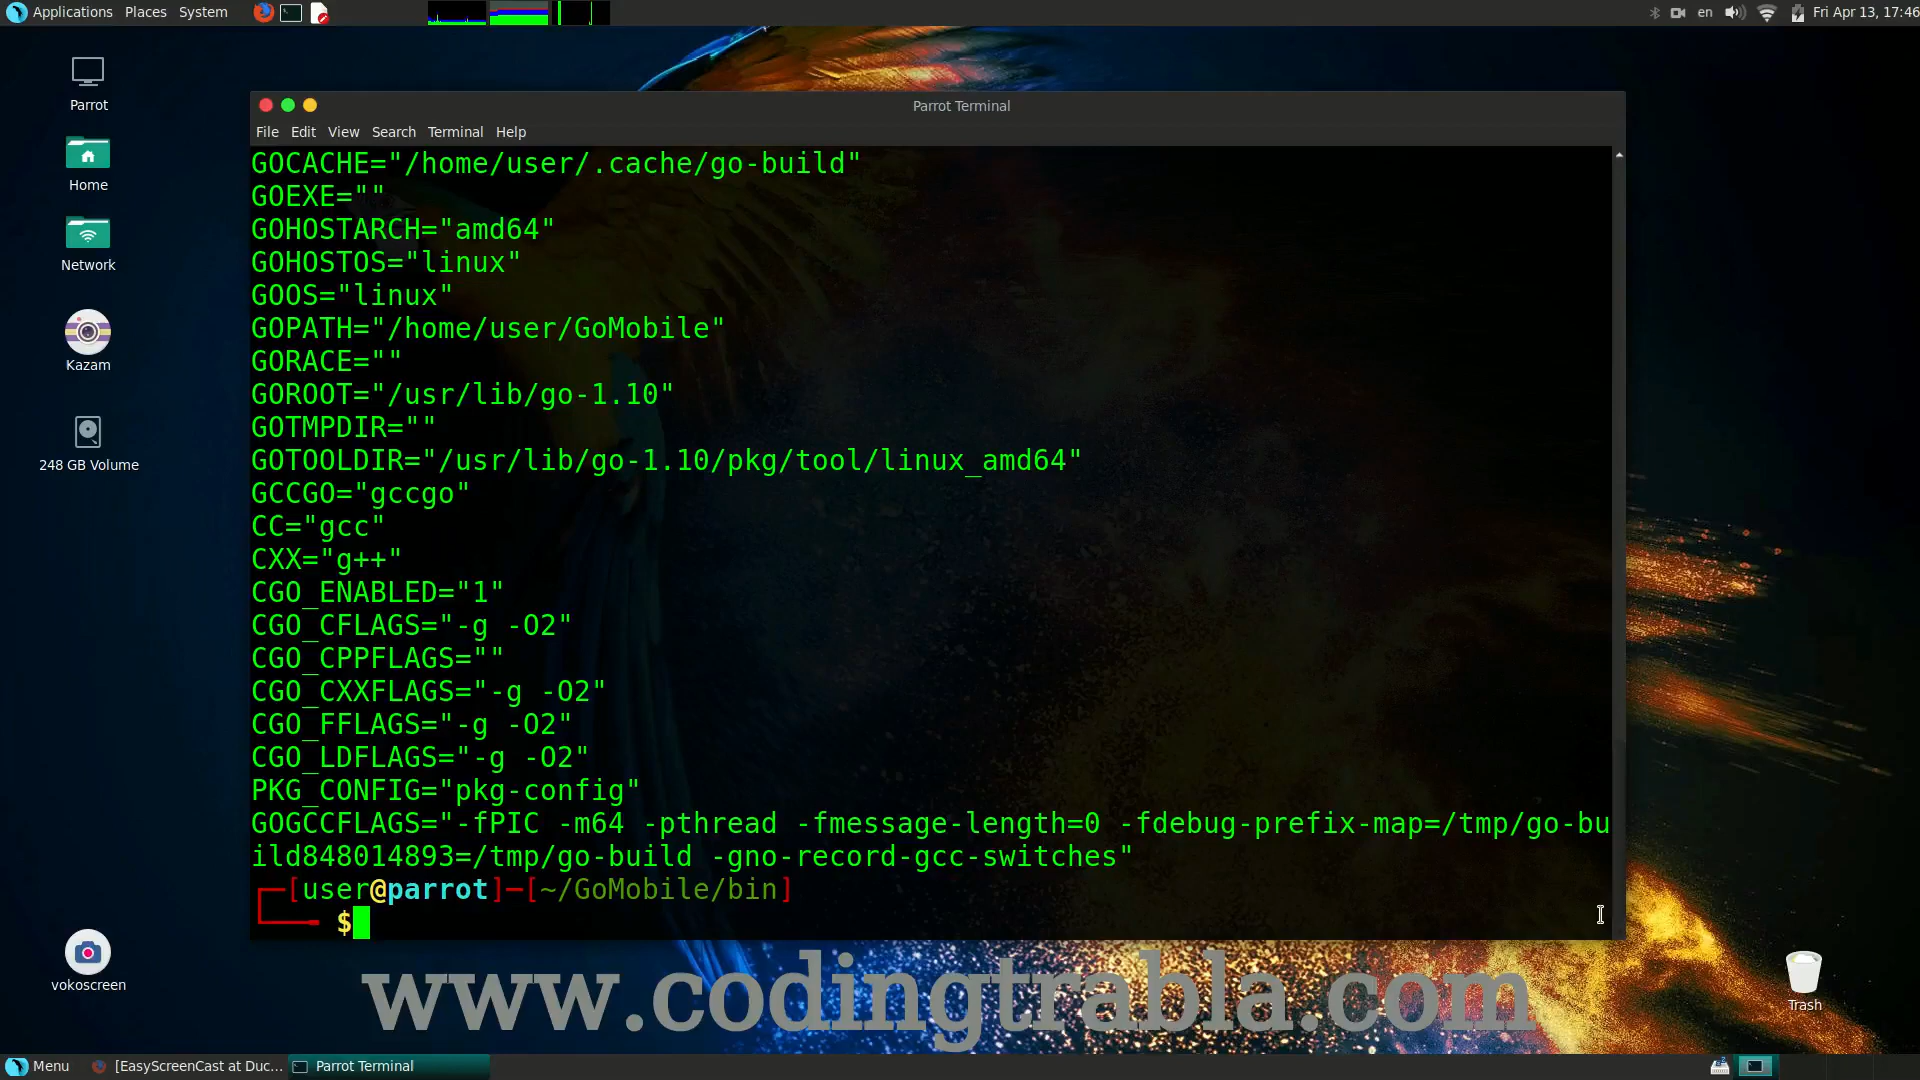 Applications Places System
en Fri Apr 13, 17:46
Parrot
Home
Network
Kazam
248 GB Volume
vokoscreen
Trash
Parrot Terminal
File Edit View Search Terminal Help
GOCACHE="/home/user/.cache/go-build"
GOEXE=""
GOHOSTARCH="amd64"
GOHOSTOS="linux"
GOOS="linux"
GOPATH="/home/user/GoMobile"
GORACE=""
GOROOT="/usr/lib/go-1.10"
GOTMPDIR=""
GOTOOLDIR="/usr/lib/go-1.10/pkg/tool/linux_amd64"
GCCGO="gccgo"
CC="gcc"
CXX="g++"
CGO_ENABLED="1"
CGO_CFLAGS="-g -O2"
CGO_CPPFLAGS=""
CGO_CXXFLAGS="-g -O2"
CGO_FFLAGS="-g -O2"
CGO_LDFLAGS="-g -O2"
PKG_CONFIG="pkg-config"
GOGCCFLAGS="-fPIC -m64 -pthread -fmessage-length=0 -fdebug-prefix-map=/tmp/go-bu
ild848014893=/tmp/go-build -gno-record-gcc-switches"
┌─[user@parrot]─[~/GoMobile/bin]
└──╼ $
www.codingtrabla.com
Menu [EasyScreenCast at Duc... Parrot Terminal